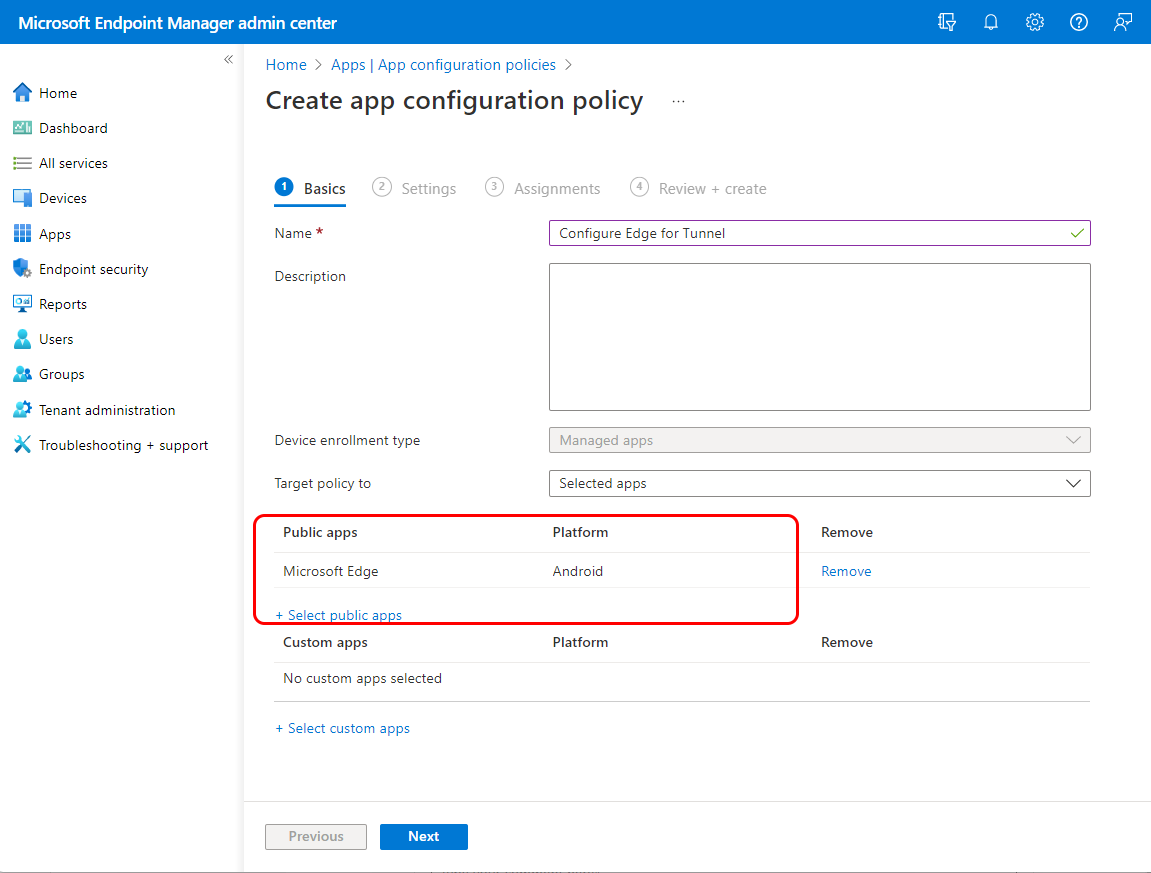 Microsoft Endpoint Manager admin center
«
Home > Apps | App configuration policies >
Create app configuration policy ...
Home
Dashboard
All services
Devices
Apps
Endpoint security
Reports
Users
Groups
Tenant administration
Troubleshooting + support
1 Basics 2 Settings 3 Assignments 4 Review + create
Name * Configure Edge for Tunnel
Description
Device enrollment type Managed apps
Target policy to Selected apps
Public apps Platform Remove
Microsoft Edge Android Remove
+ Select public apps
Custom apps Platform Remove
No custom apps selected
+ Select custom apps
Previous Next